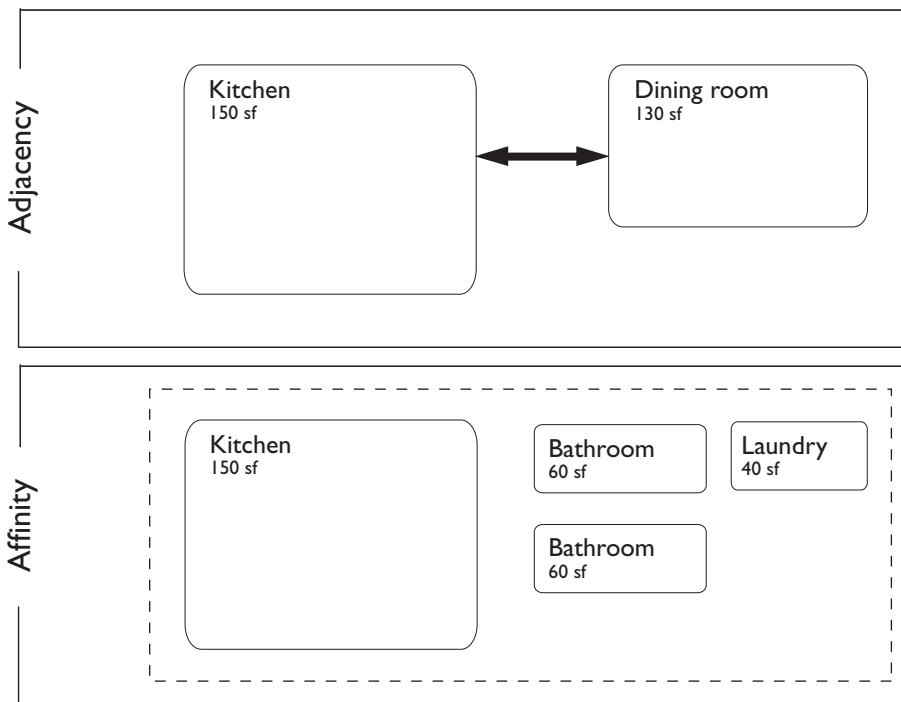 Adjacency
Kitchen
150 sf
Dining room
130 sf
Affinity
Kitchen
150 sf
Bathroom
60 sf
Laundry
40 sf
Bathroom
60 sf